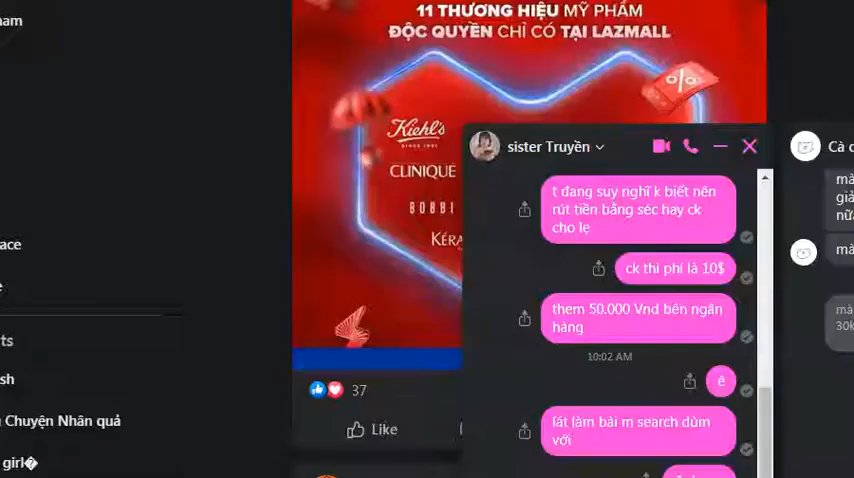 nam
11 THƯƠNG HIỆU MỸ PHẨM
ĐỘC QUYỀN CHỈ CÓ TẠI LAZMALL
%
Kiehl's
SINCE 1851
CLINIQUE
BOBBI
KÉRA
ace
e
ts
sh
Chuyện Nhân quả
girl�
37
Like
sister Truyền
t đang suy nghĩ k biết nên
rút tiền bằng séc hay ck
cho lẹ
ck thì phí là 10$
them 50.000 Vnd bên ngân
hàng
10:02 AM
ê
lát làm bài m search dùm
với
Cà c
mà
giả
nữa
mà
mà
30k